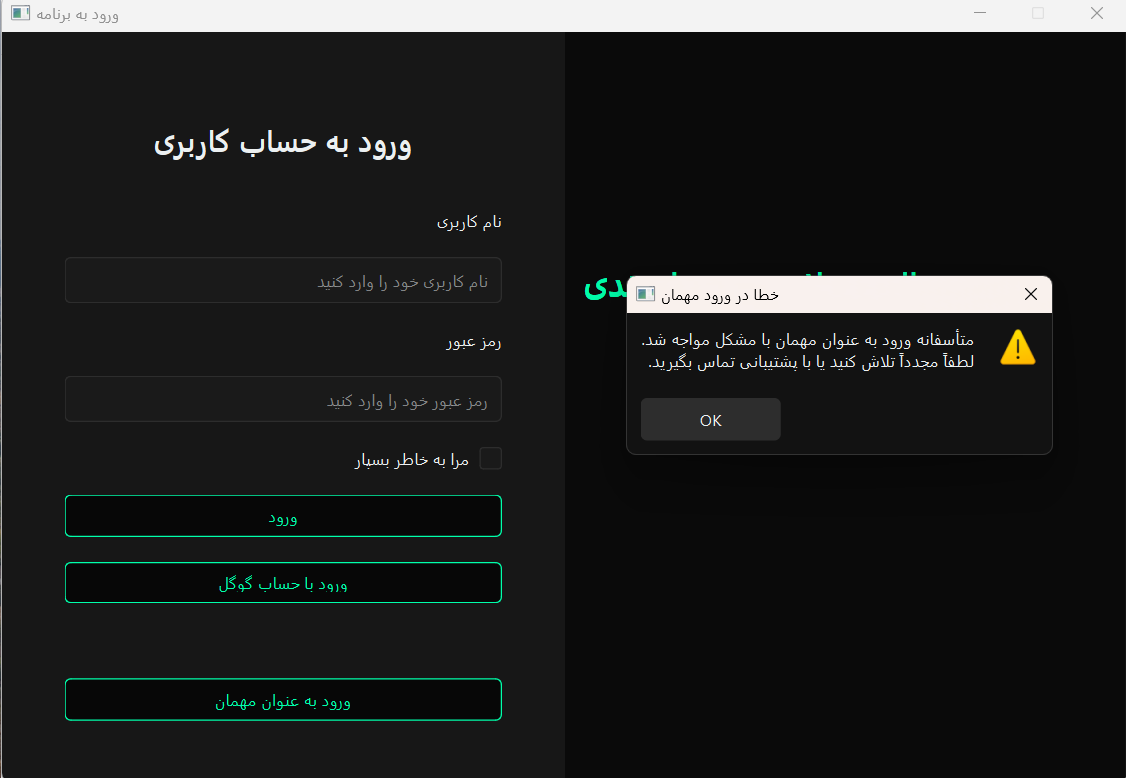 ورود به برنامه
ورود به حساب کاربری
نام کاربری
نام کاربری خود را وارد کنید
رمز عبور
رمز عبور خود را وارد کنید
مرا به خاطر بسپار
ورود
ورود با حساب گوگل
ورود به عنوان مهمان
خطا در ورود مهمان
متأسفانه ورود به عنوان مهمان با مشکل مواجه شد.
لطفاً مجدداً تلاش کنید یا با پشتیبانی تماس بگیرید.
OK